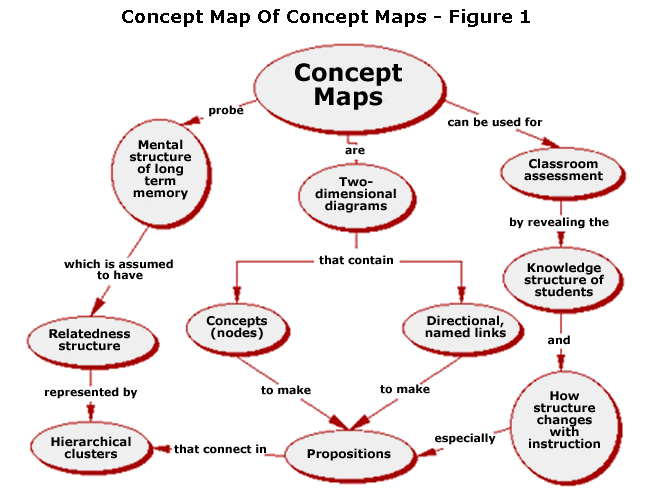 Concept Map Of Concept Maps - Figure 1
Concept
Maps
probe
can be used for
are
Mental
structure
of long
term
memory
Two-
dimensional
diagrams
Classroom
assessment
by revealing the
which is assumed
to have
that contain
Knowledge
structure of
students
Relatedness
structure
Concepts
(nodes)
Directional,
named links
and
represented by
to make
to make
How
structure
changes
with
instruction
Hierarchical
clusters
that connect in
Propositions
especially